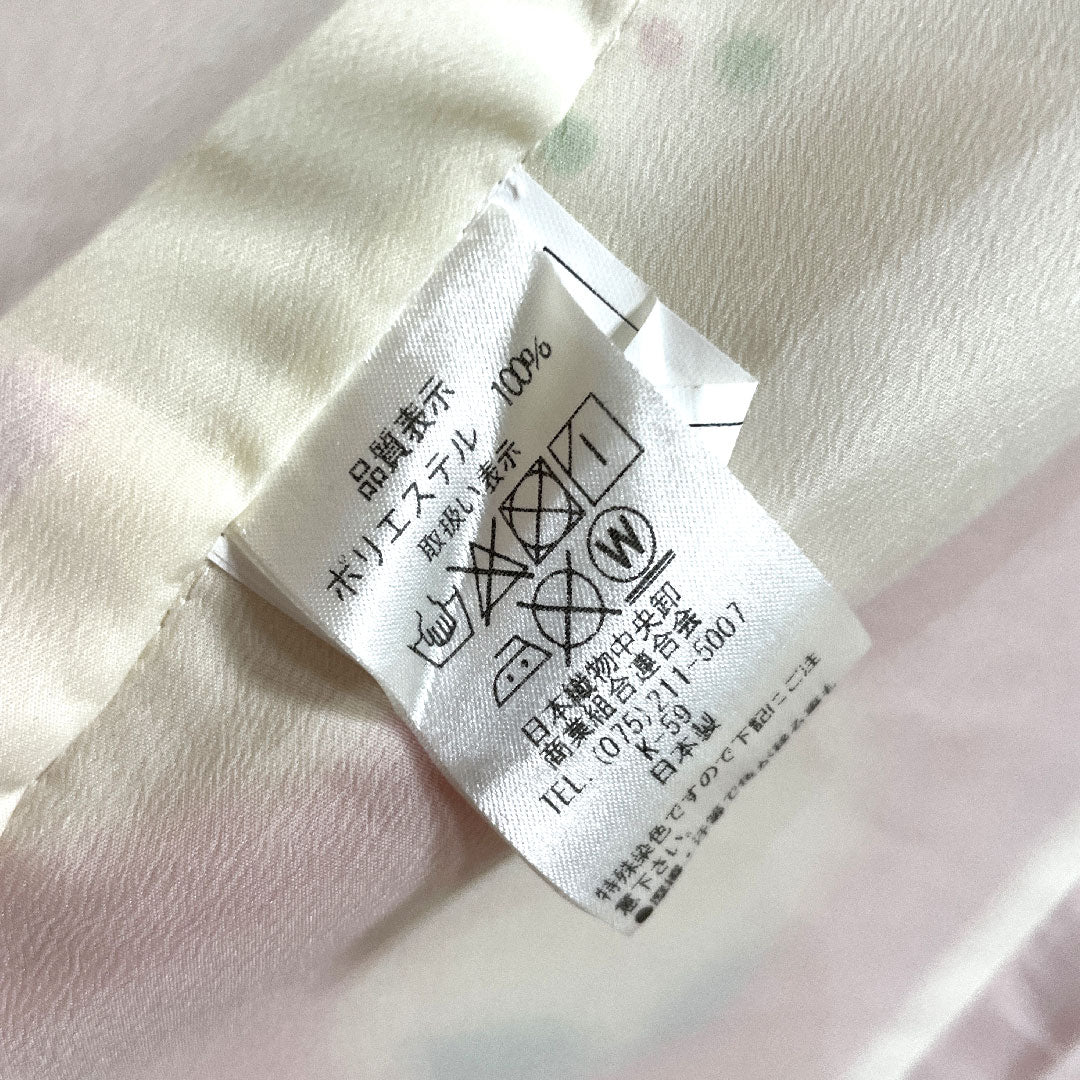 品質表示
ポリエステル 100%
取扱い表示
W
日本織物中央卸
商業組合連合会
TEL. (075) 211-5007
K-59
日本製
特殊染色ですので下記にご注
意下さい。